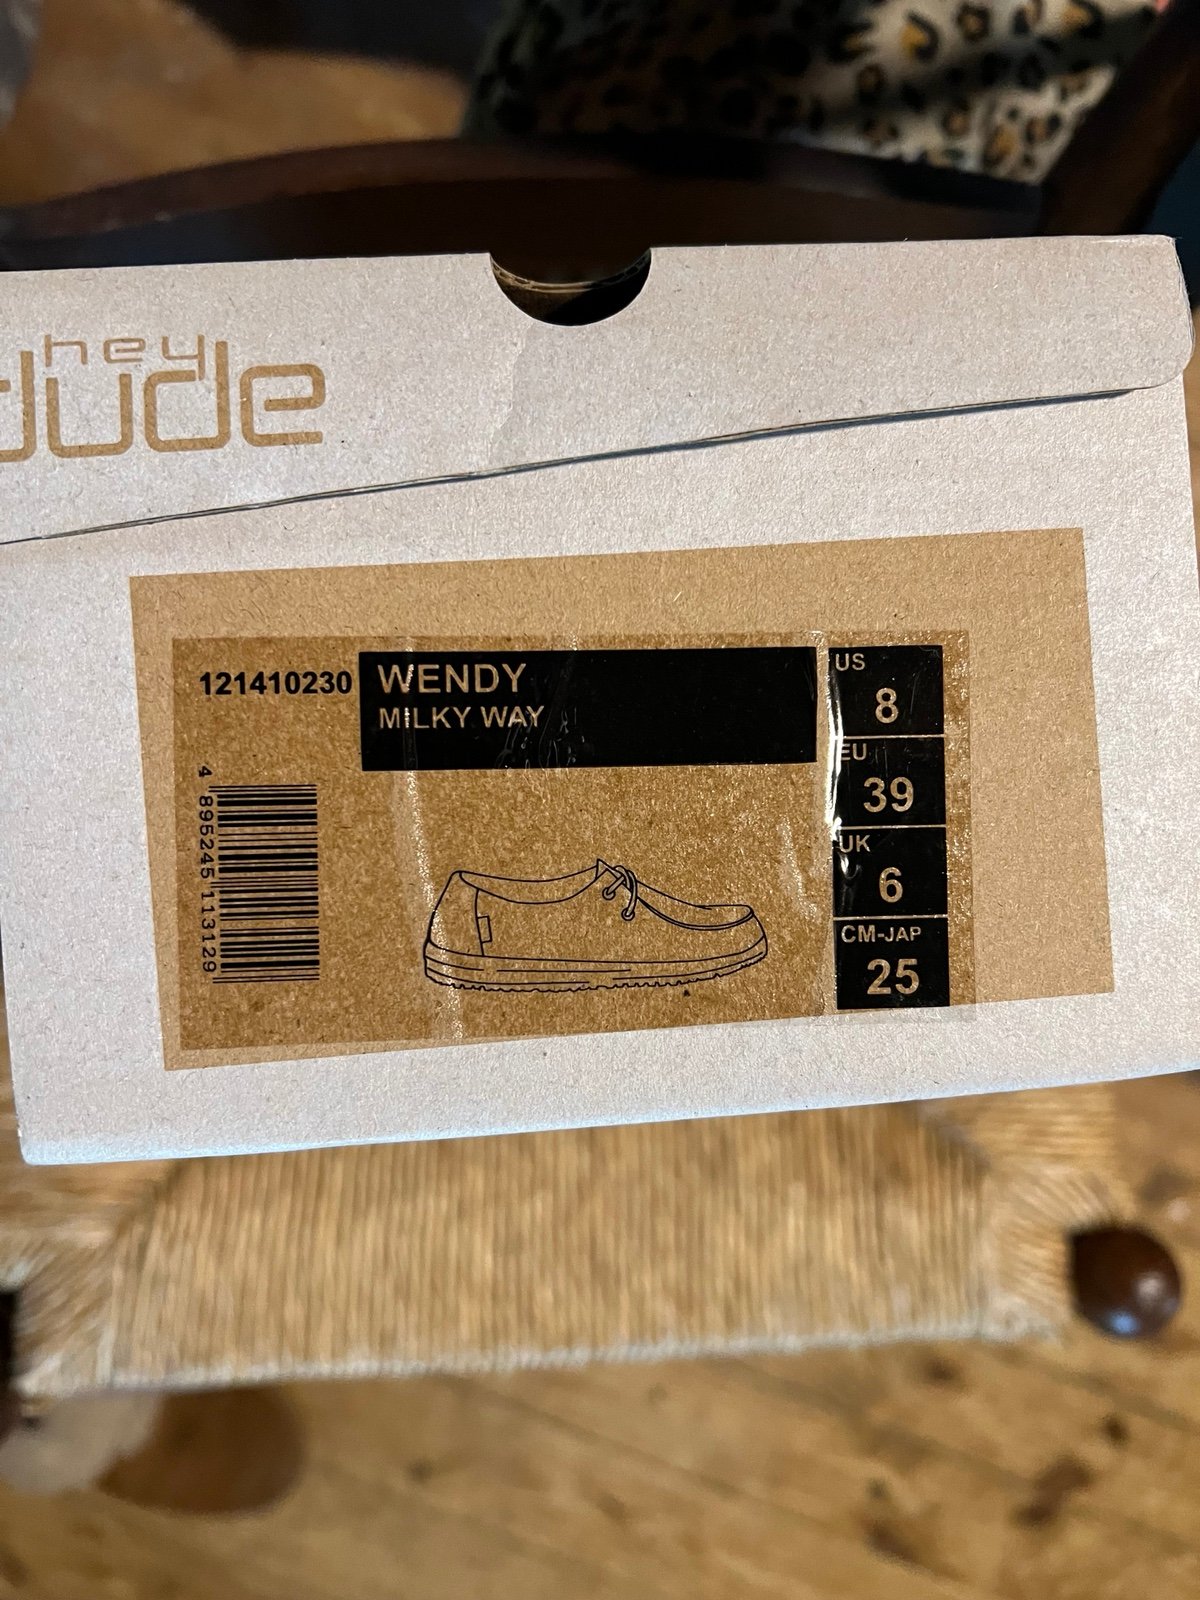 hey
dude
121410230
WENDY
MILKY WAY
US
8
EU
39
UK
6
CM-JAP
25
4 895245 113129